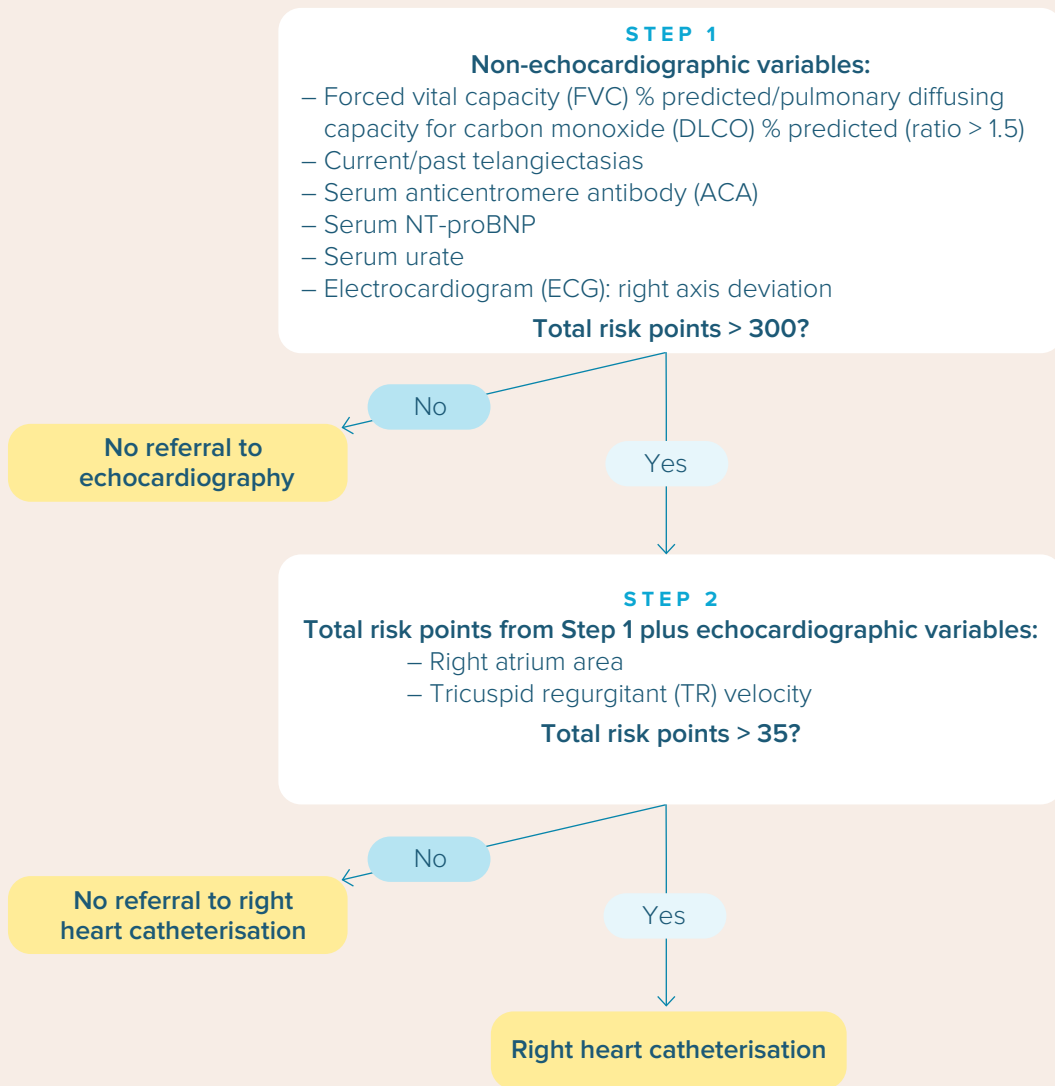 STEP 1
Non-echocardiographic variables:
– Forced vital capacity (FVC) % predicted/pulmonary diffusing
capacity for carbon monoxide (DLCO) % predicted (ratio > 1.5)
– Current/past telangiectasias
– Serum anticentromere antibody (ACA)
– Serum NT-proBNP
– Serum urate
– Electrocardiogram (ECG): right axis deviation
Total risk points > 300?
No
No referral to
echocardiography
Yes
STEP 2
Total risk points from Step 1 plus echocardiographic variables:
– Right atrium area
– Tricuspid regurgitant (TR) velocity
Total risk points > 35?
No
No referral to right
heart catheterisation
Yes
Right heart catheterisation